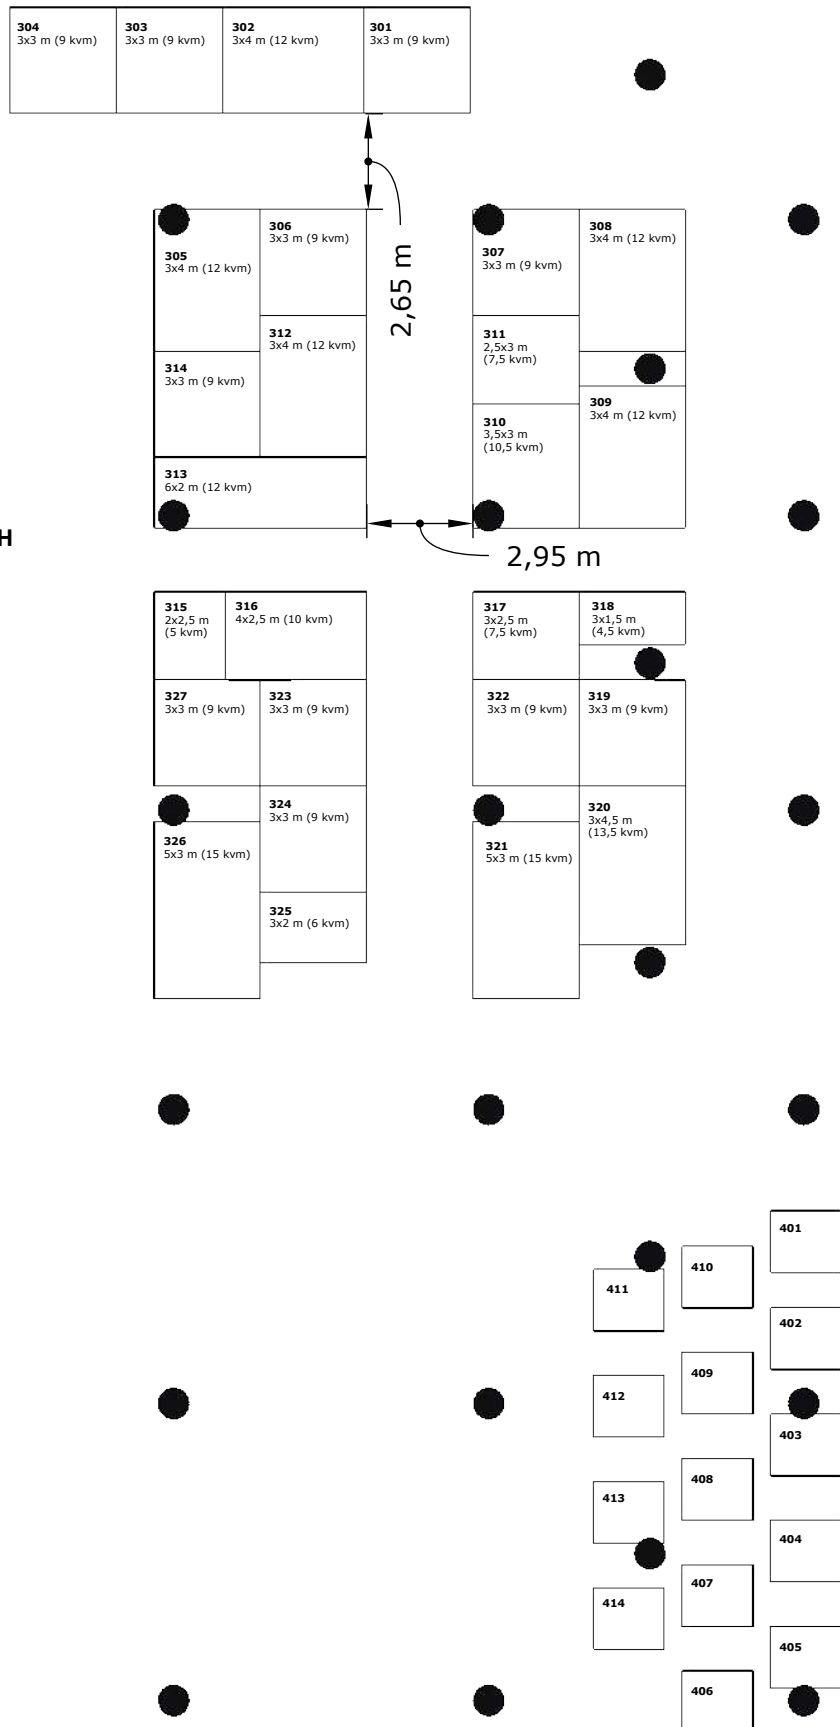 304
3x3 m (9 kvm)
303
3x3 m (9 kvm)
302
3x4 m (12 kvm)
301
3x3 m (9 kvm)
2,65 m
305
3x4 m (12 kvm)
306
3x3 m (9 kvm)
312
3x4 m (12 kvm)
314
3x3 m (9 kvm)
313
6x2 m (12 kvm)
307
3x3 m (9 kvm)
308
3x4 m (12 kvm)
311
2,5x3 m
(7,5 kvm)
309
3x4 m (12 kvm)
310
3,5x3 m
(10,5 kvm)
H
2,95 m
315
2x2,5 m
(5 kvm)
316
4x2,5 m (10 kvm)
327
3x3 m (9 kvm)
323
3x3 m (9 kvm)
324
3x3 m (9 kvm)
326
5x3 m (15 kvm)
325
3x2 m (6 kvm)
317
3x2,5 m
(7,5 kvm)
318
3x1,5 m
(4,5 kvm)
322
3x3 m (9 kvm)
319
3x3 m (9 kvm)
320
3x4,5 m
(13,5 kvm)
321
5x3 m (15 kvm)
401
410
411
402
409
412
403
408
413
404
407
414
405
406